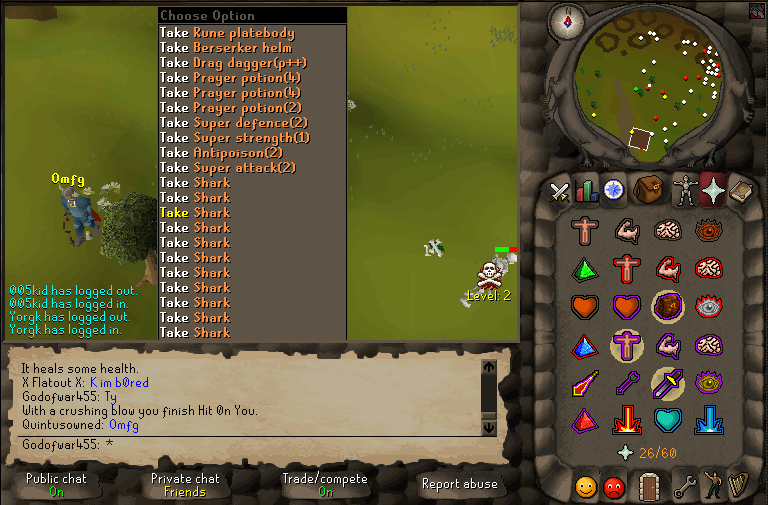 Choose Option
Take Rune platebody
Take Berserker helm
Take Drag dagger(p++)
Take Prayer potion(4)
Take Prayer potion(4)
Take Prayer potion(2)
Take Super defence(2)
Take Super strength(1)
Take Antipoison(2)
Take Super attack(2)
Take Shark
Take Shark
Take Shark
Take Shark
Take Shark
Take Shark
Take Shark
Take Shark
Take Shark
Take Shark
Take Shark
Omfg
Level: 2
005kid has logged out.
005kid has logged in.
Yorgk has logged out.
Yorgk has logged in.
It heals some health.
X Flatout X: K im b0red
Godofwar455: Ty
With a crushing blow you finish Hit 0n You.
Quintusowned: Omfg
Godofwar455: *
Public chat
On
Private chat
Friends
Trade/compete
On
Report abuse
N
26/60